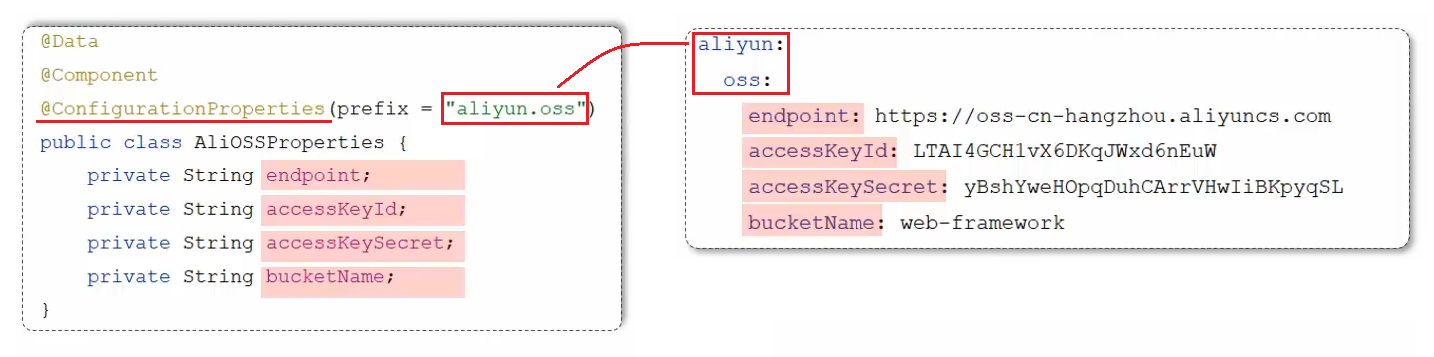 @Data
@Component
@ConfigurationProperties(prefix = "aliyun.oss")
public class AliOSSProperties {
    private String endpoint;
    private String accessKeyId;
    private String accessKeySecret;
    private String bucketName;
}
aliyun:
  oss:
    endpoint: https://oss-cn-hangzhou.aliyuncs.com
    accessKeyId: LTAI4GCH1vX6DKqJWxd6nEuW
    accessKeySecret: yBshYweHOpqDuhCArrVHwIiBKpyqSL
    bucketName: web-framework